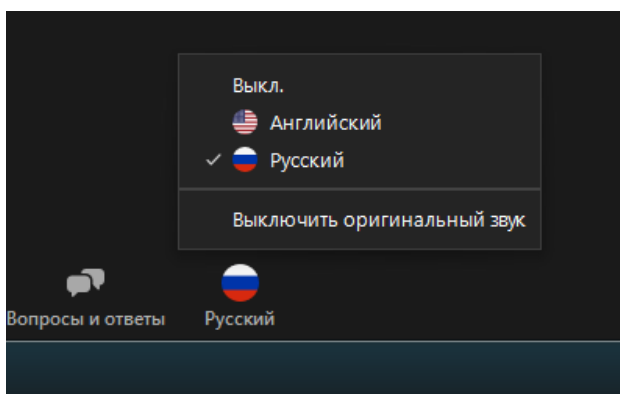 Выкл.
Английский
Русский
Выключить оригинальный звук
Вопросы и ответы
Русский